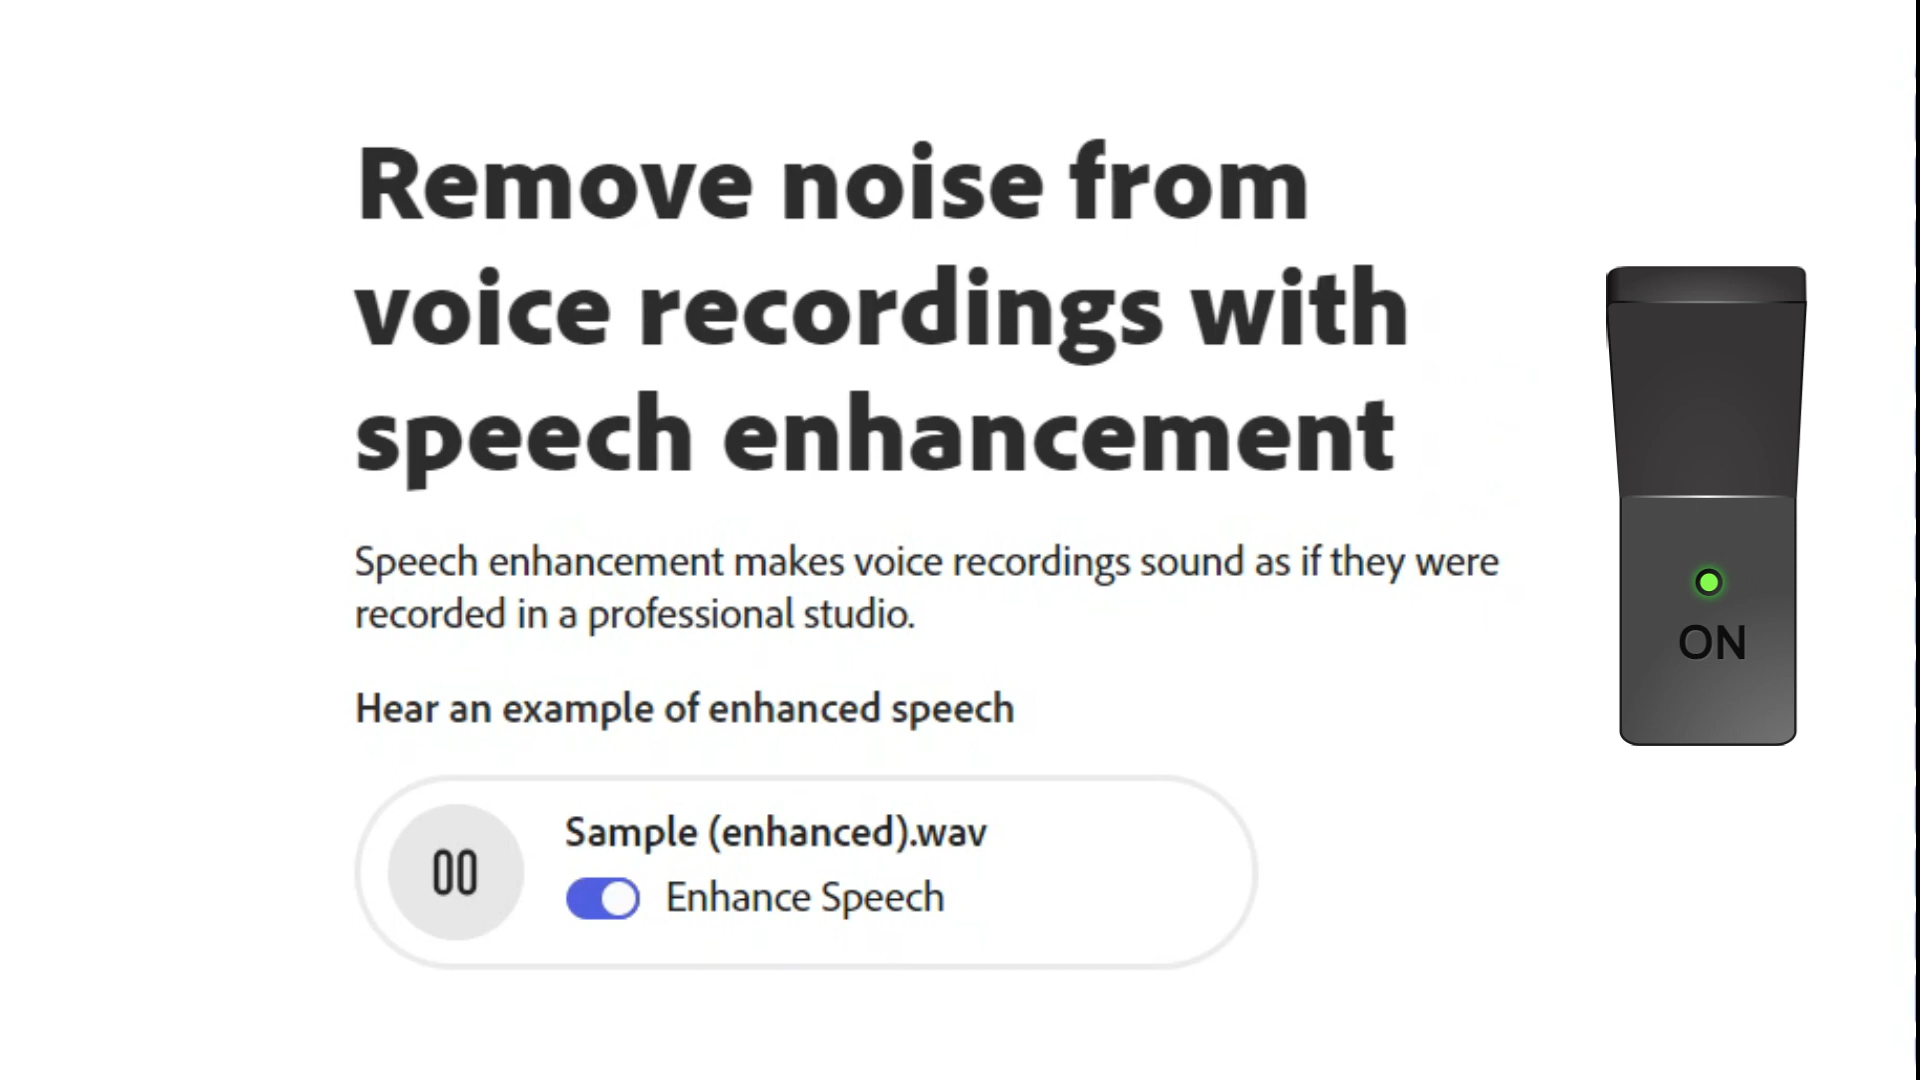 Remove noise from
voice recordings with
speech enhancement
Speech enhancement makes voice recordings sound as if they were
recorded in a professional studio.
Hear an example of enhanced speech
Sample (enhanced).wav
Enhance Speech
ON